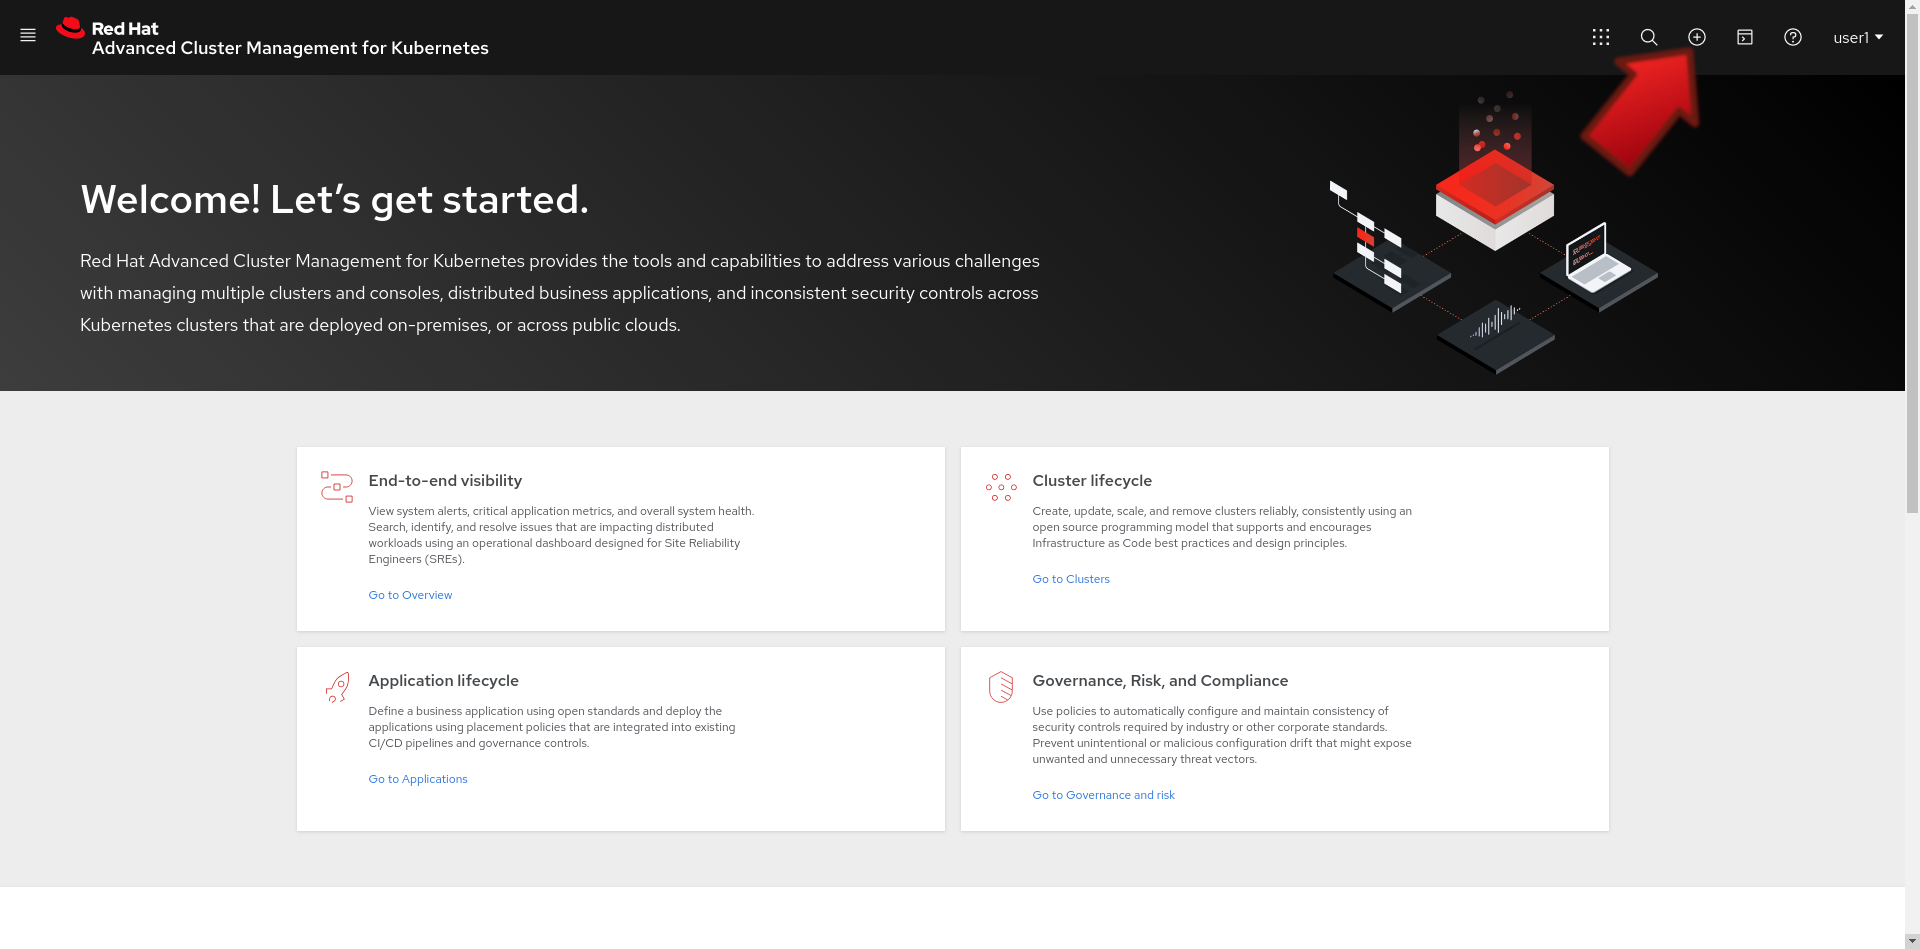 Red Hat
Advanced Cluster Management for Kubernetes
user1
Welcome! Let’s get started.
Red Hat Advanced Cluster Management for Kubernetes provides the tools and capabilities to address various challenges
with managing multiple clusters and consoles, distributed business applications, and inconsistent security controls across
Kubernetes clusters that are deployed on-premises, or across public clouds.
End-to-end visibility
View system alerts, critical application metrics, and overall system health.
Search, identify, and resolve issues that are impacting distributed
workloads using an operational dashboard designed for Site Reliability
Engineers (SREs).
Go to Overview
Cluster lifecycle
Create, update, scale, and remove clusters reliably, consistently using an
open source programming model that supports and encourages
Infrastructure as Code best practices and design principles.
Go to Clusters
Application lifecycle
Define a business application using open standards and deploy the
applications using placement policies that are integrated into existing
CI/CD pipelines and governance controls.
Go to Applications
Governance, Risk, and Compliance
Use policies to automatically configure and maintain consistency of
security controls required by industry or other corporate standards.
Prevent unintentional or malicious configuration drift that might expose
unwanted and unnecessary threat vectors.
Go to Governance and risk